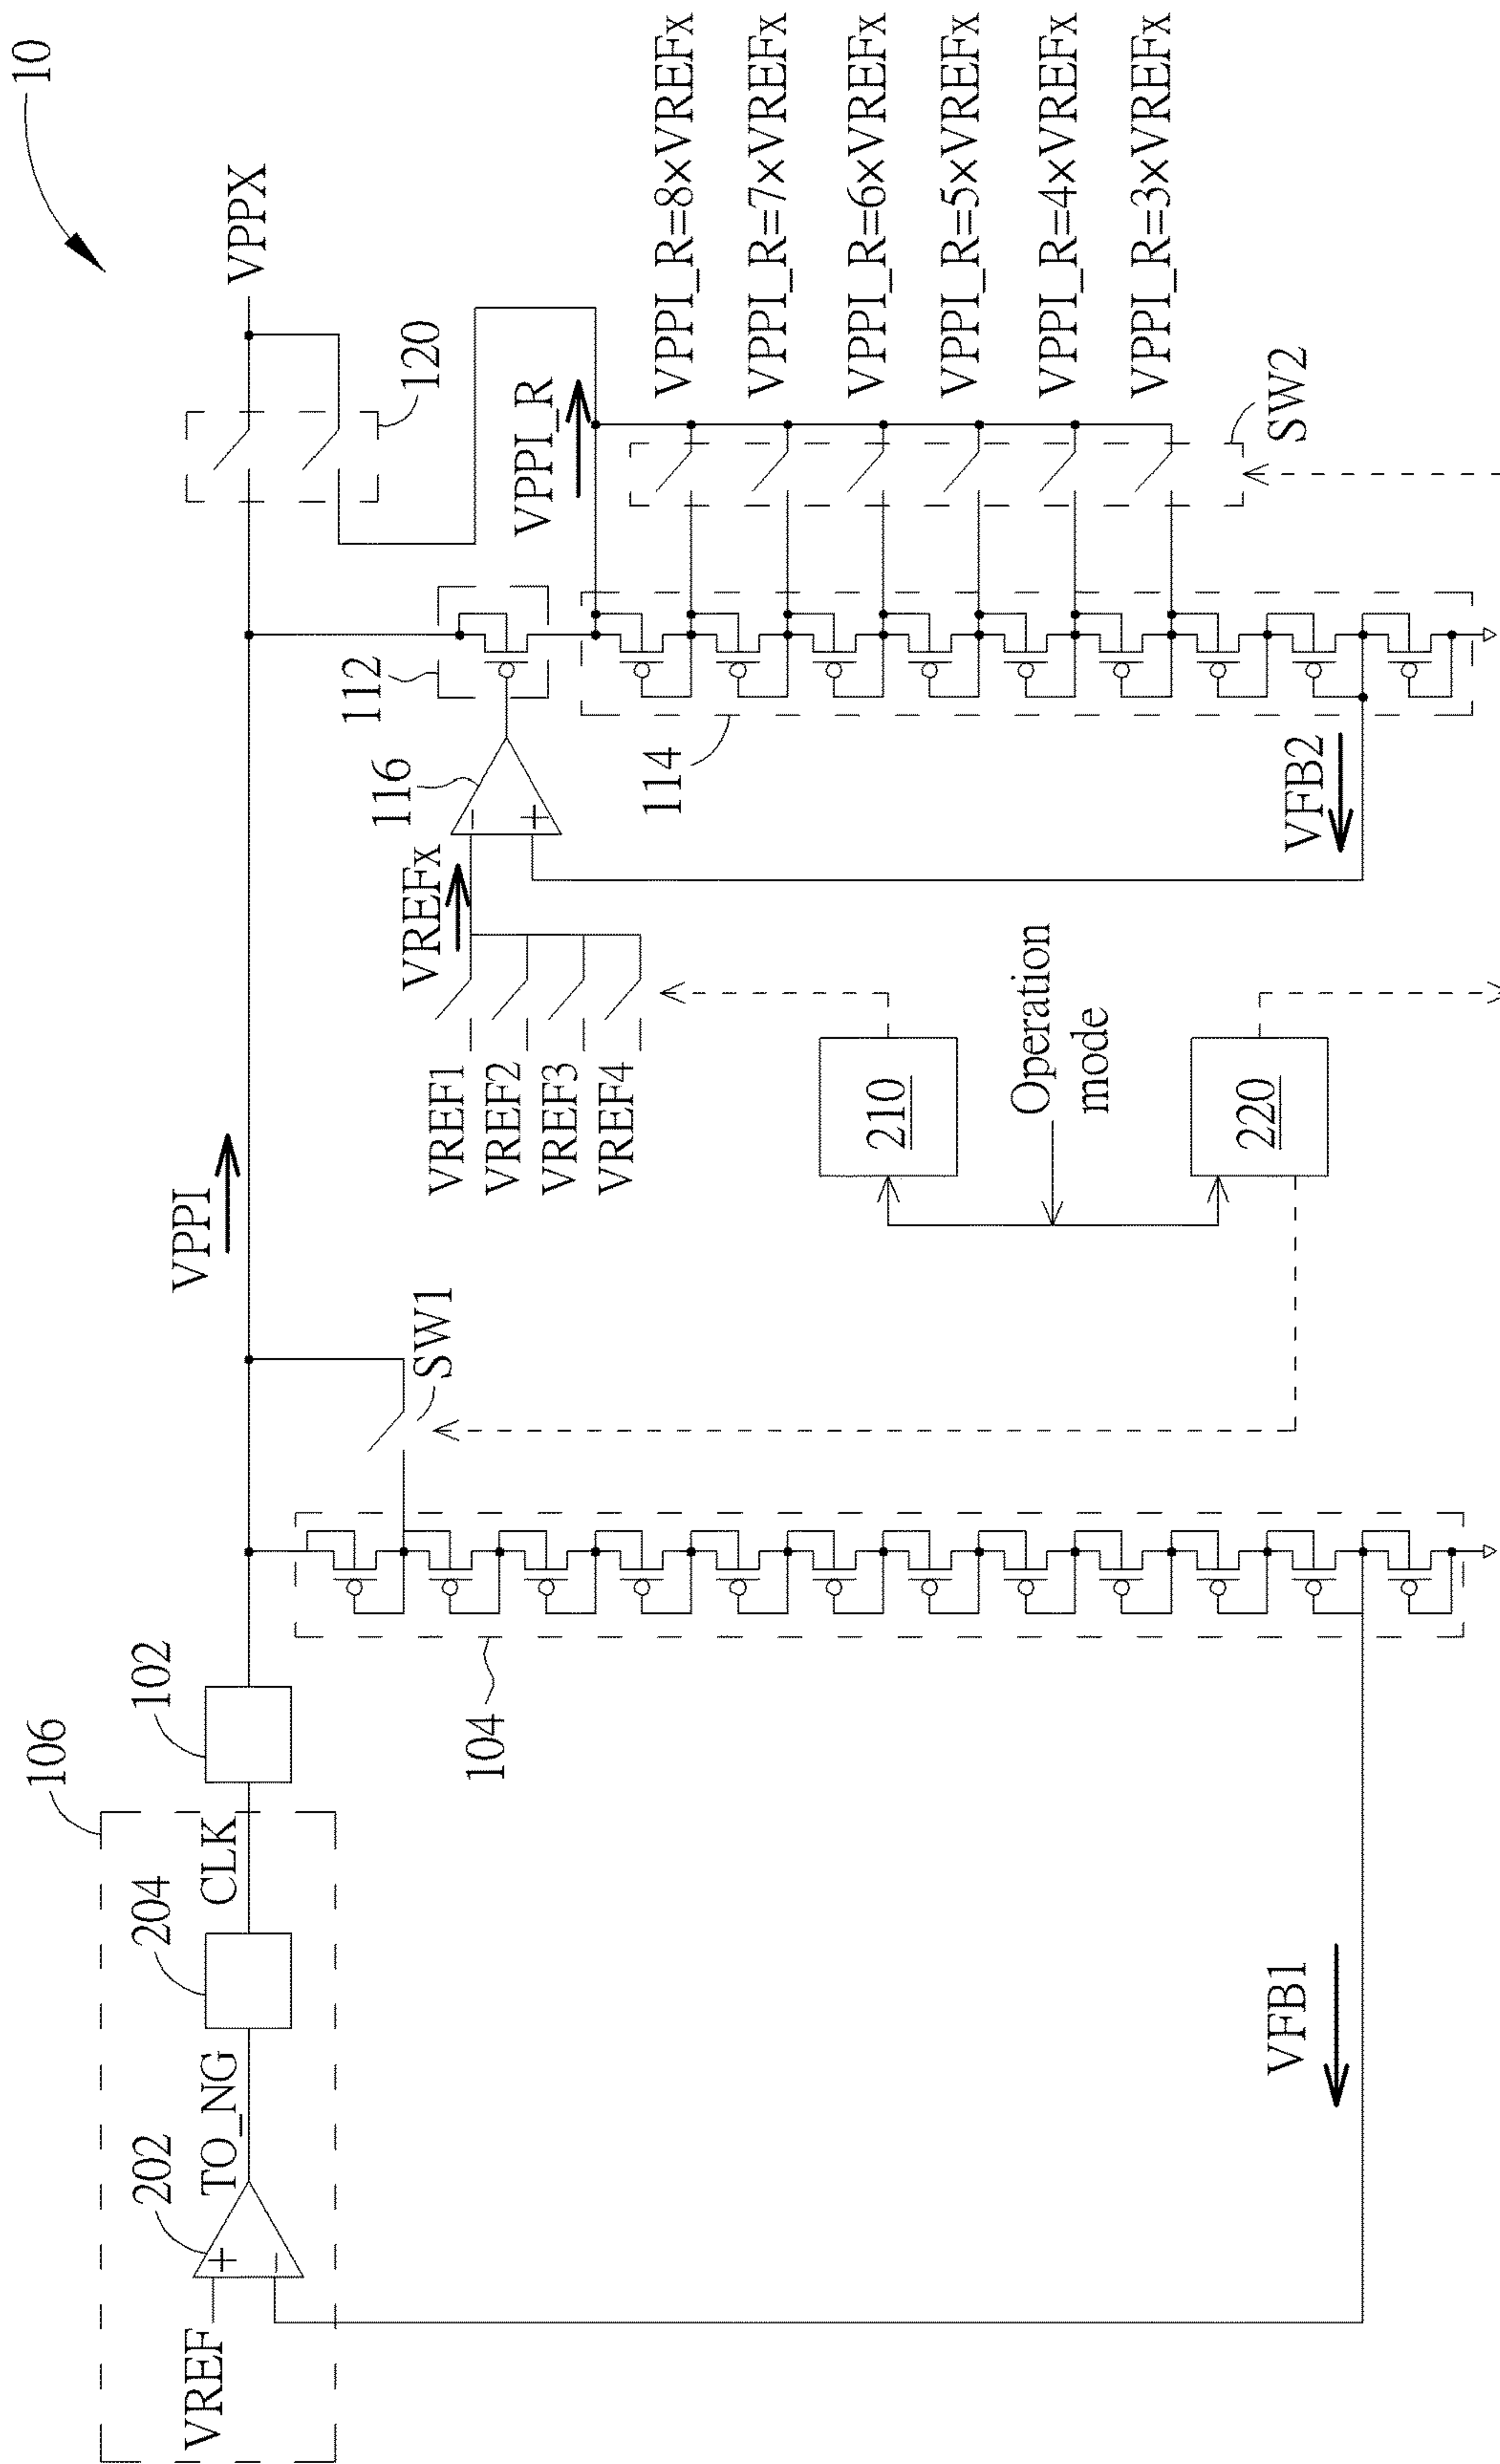 10
VPPX
120
VPPI
VPPI_R
VPPI_R=8×VREFx
VPPI_R=7×VREFx
VPPI_R=6×VREFx
VPPI_R=5×VREFx
VPPI_R=4×VREFx
VPPI_R=3×VREFx
SW2
112
116
VREFx
114
VFB2
VREF1
VREF2
VREF3
VREF4
Operation
mode
210
220
SW1
106
102
104
CLK
204
TO_NG
202
VREF
VFB1